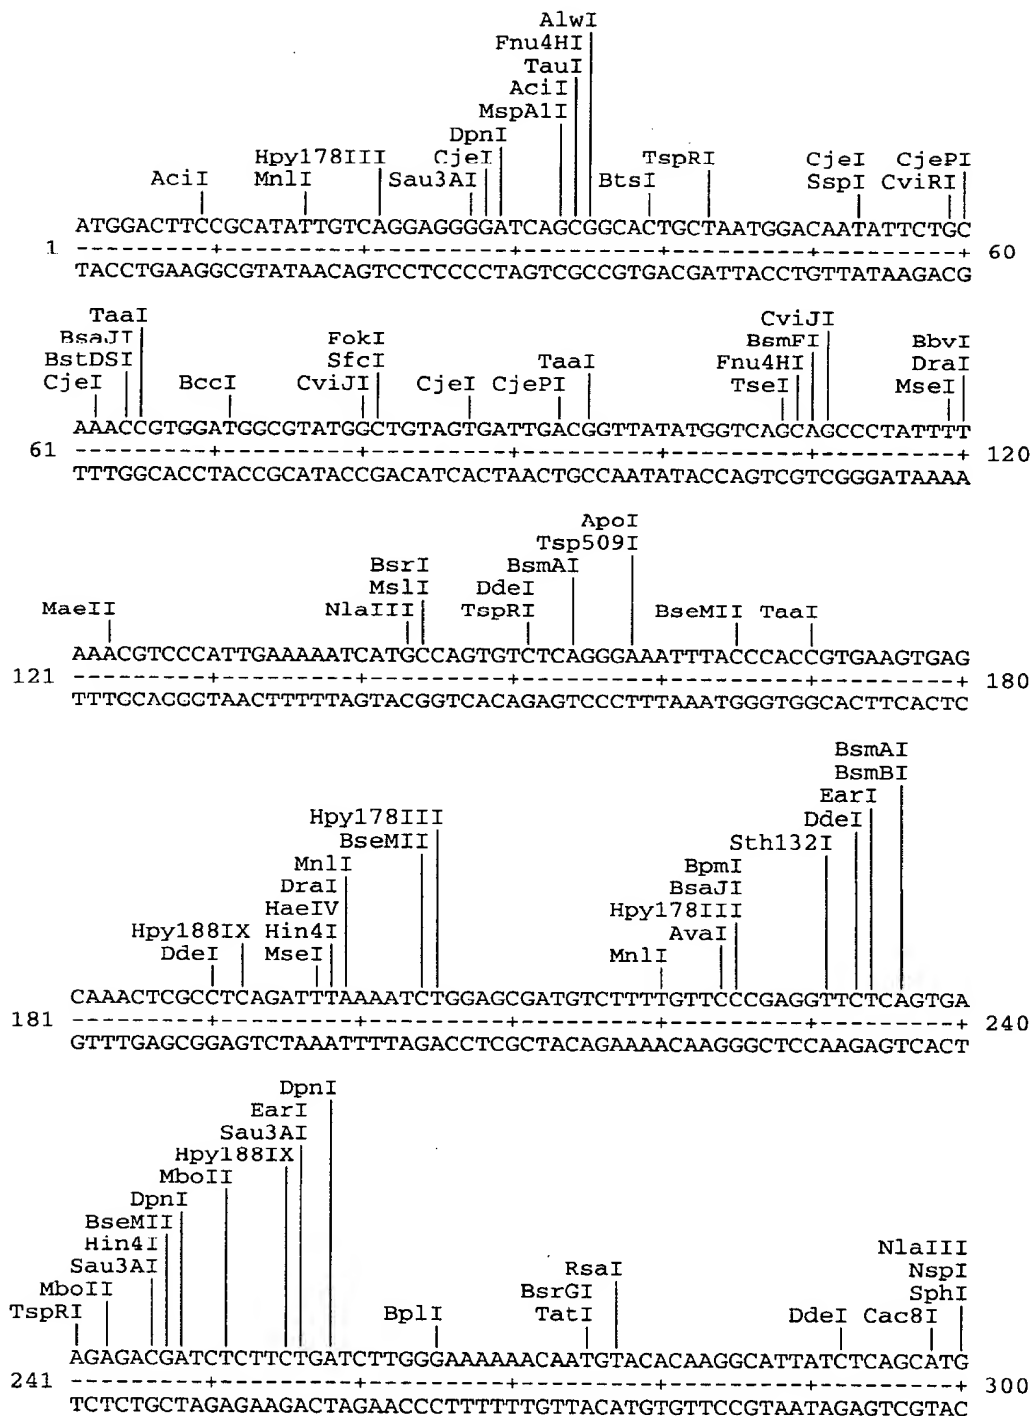 AlwI
Fnu4HI
TauI
AciI
MspA1I
DpnI
Hpy178III CjeI TspRI CjeI CjePI
AciI MnlI Sau3AI BtsI SspI CviRI
ATGGACTTCCGCATATTGTCAGGAGGGGATCAGCGGCACTGCTAATGGACAATATTCTGC
1 ---------+---------+---------+---------+---------+---------+ 60
TACCTGAAGGCGTATAACAGTCCTCCCCTAGTCGCCGTGACGATTACCTGTTATAAGACG
TaaI CviJI
BsaJI FokI BsmFI BbvI
BstDSI SfcI TaaI Fnu4HI DraI
CjeI BccI CviJI CjeI CjePI TseI MseI
AAACCGTGGATGGCGTATGGCTGTAGTGATTGACGGTTATATGGTCAGCAGCCCTATTTT
61 ---------+---------+---------+---------+---------+---------+ 120
TTTGGCACCTACCGCATACCGACATCACTAACTGCCAATATACCAGTCGTCGGGATAAAA
ApoI
Tsp509I
BsrI BsmAI
MslI DdeI
MaeII NlaIII TspRI BseMII TaaI
AAACGTCCCATTGAAAAATCATGCCAGTGTCTCAGGGAAATTTACCCACCGTGAAGTGAG
121 ---------+---------+---------+---------+---------+---------+ 180
TTTGCAGGGTAACTTTTTAGTACGGTCACAGAGTCCCTTTAAATGGGTGGCACTTCACTC
BsmAI
BsmBI
Hpy178III EarI
BseMII DdeI
MnlI Sth132I
DraI BpmI
HaeIV BsaJI
Hpy188IX Hin4I Hpy178III
DdeI MseI AvaI
MnlI
CAAACTCGCCTCAGATTTAAAATCTGGAGCGATGTCTTTTGTTCCCGAGGTTCTCAGTGA
181 ---------+---------+---------+---------+---------+---------+ 240
GTTTGAGCGGAGTCTAAATTTTAGACCTCGCTACAGAAAACAAGGGCTCCAAGAGTCACT
DpnI
EarI
Sau3AI
Hpy188IX
MboII
DpnI
BseMII
Hin4I NlaIII
Sau3AI RsaI NspI
MboII BsrGI SphI
TspRI BplI TatI DdeI Cac8I
AGAGACGATCTCTTCTGATCTTGGGAAAAAACAATGTACACAAGGCATTATCTCAGCATG
241 ---------+---------+---------+---------+---------+---------+ 300
TCTCTGCTAGAGAAGACTAGAACCCTTTTTTGTTACATGTGTTCCGTAATAGAGTCGTAC